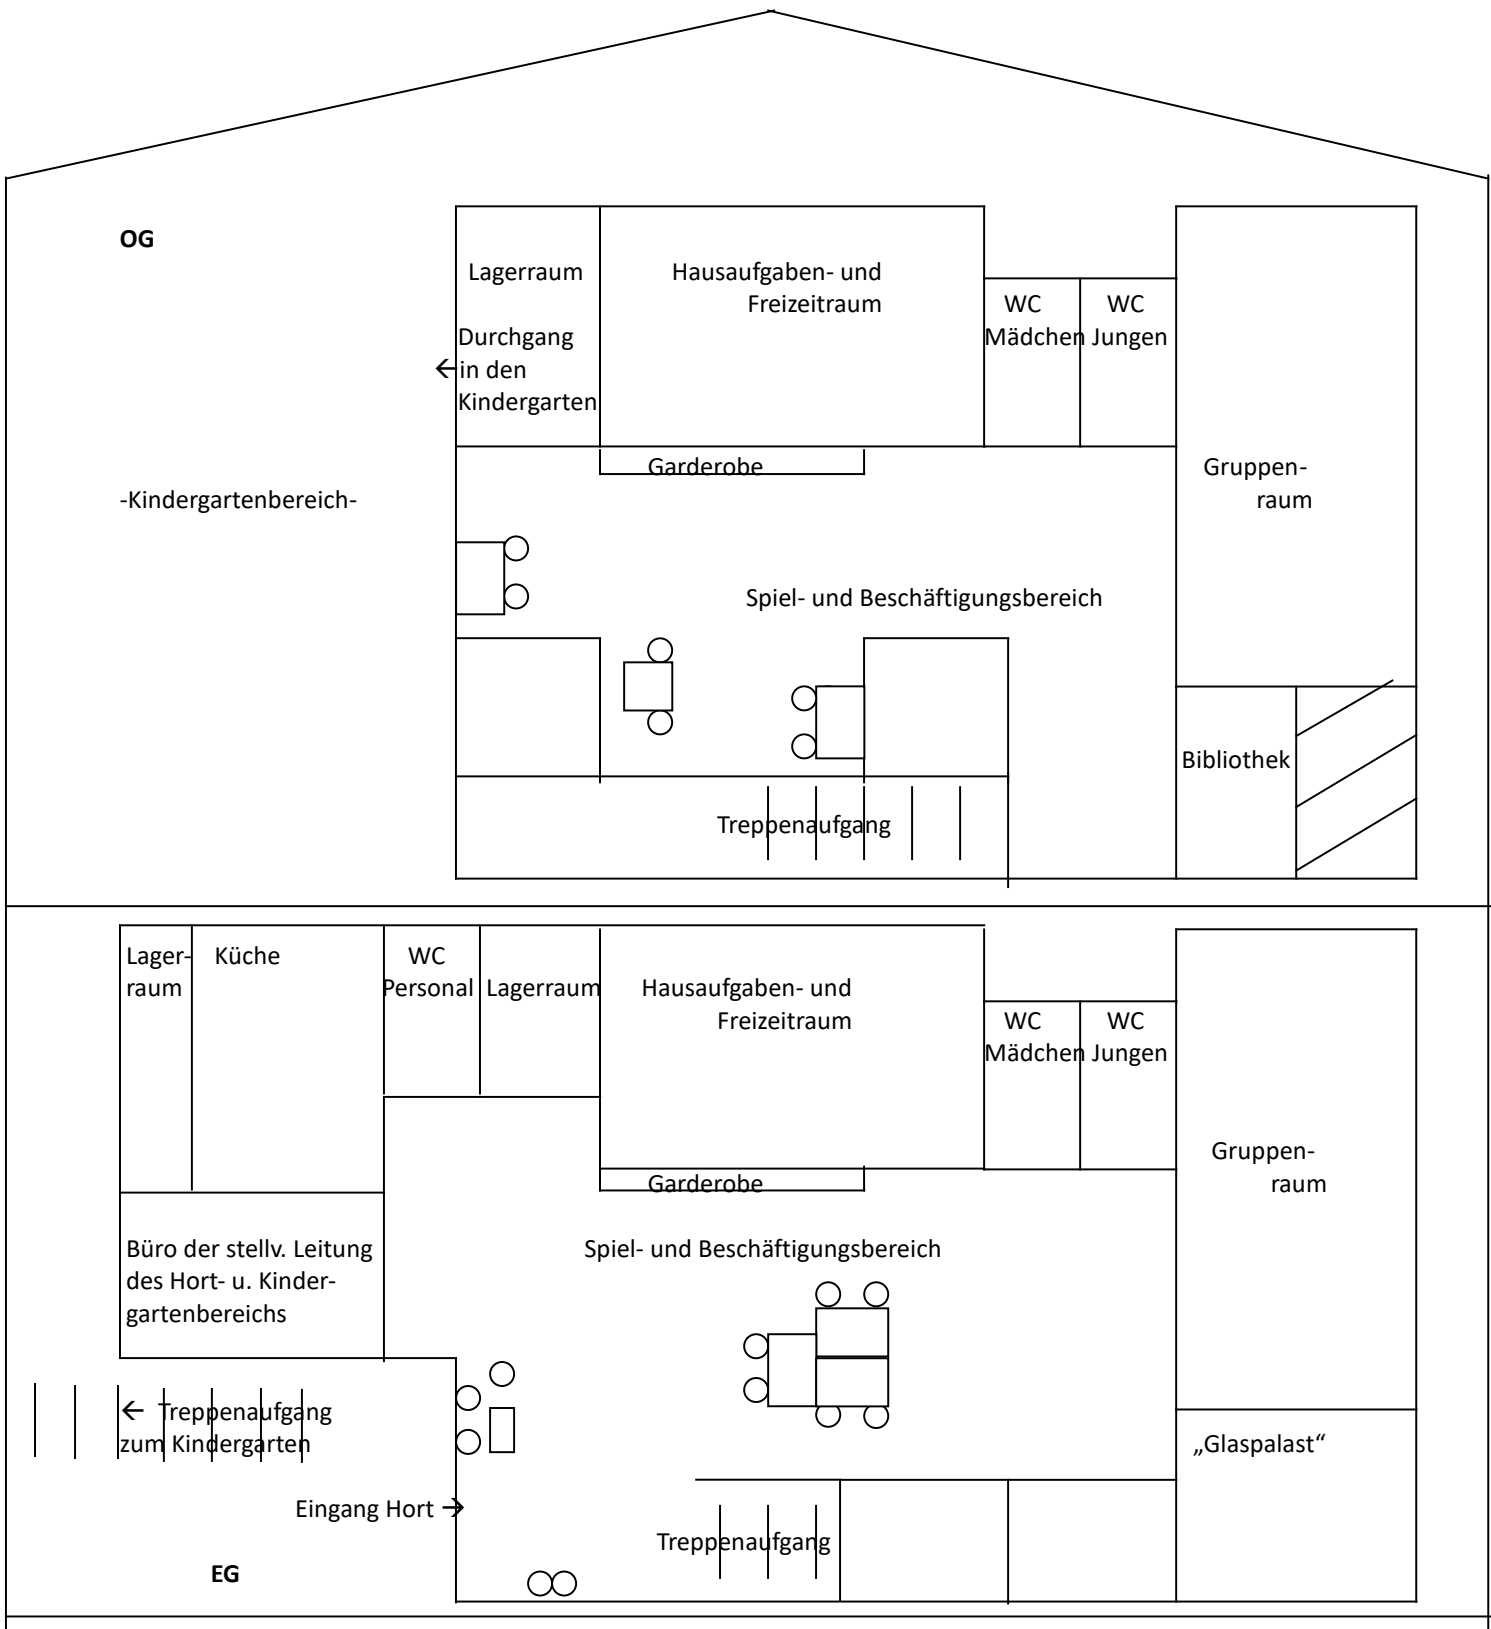 OG
Lagerraum
Durchgang
←in den
Kindergarten
Hausaufgaben- und
Freizeitraum
WC
Mädchen
WC
Jungen
Garderobe
Gruppen-
raum
-Kindergartenbereich-
Spiel- und Beschäftigungsbereich
Bibliothek
Treppenaufgang
Lager-
raum
Küche
WC
Personal
Lagerraum
Hausaufgaben- und
Freizeitraum
WC
Mädchen
WC
Jungen
Gruppen-
raum
Garderobe
Büro der stellv. Leitung
des Hort- u. Kinder-
gartenbereichs
Spiel- und Beschäftigungsbereich
← Treppenaufgang
zum Kindergarten
„Glaspalast“
Eingang Hort →
Treppenaufgang
EG